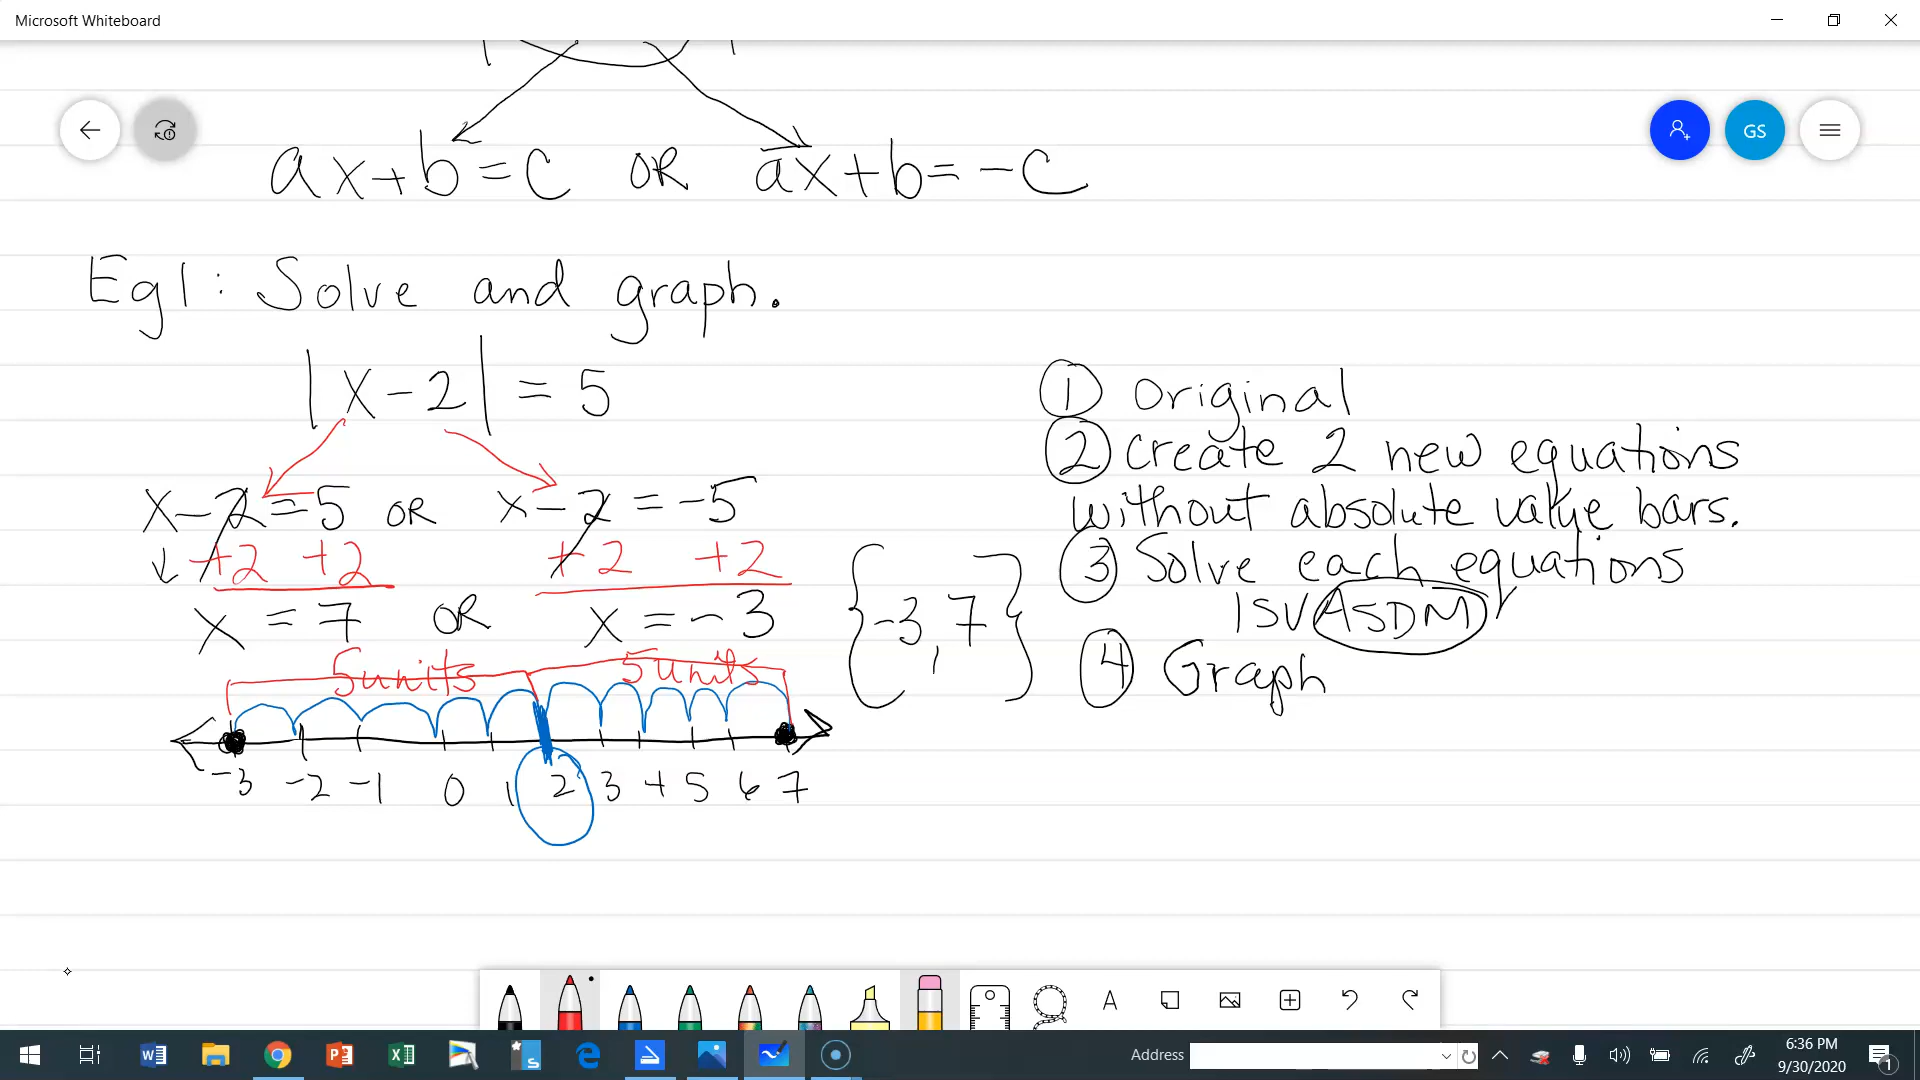 Microsoft Whiteboard
GS
ax+b=c OR ax+b=-c
Eg1: Solve and graph.
|x-2| = 5
x-2=5 OR x-2=-5
+2 +2 +2 +2
x = 7 OR x = -3
{-3, 7}
5 units 5 units
-3 -2 -1 0 1 2 3 4 5 6 7
① Original
② Create 2 new equations
without absolute value bars.
③ Solve each equations
ISVASDM
④ Graph
Address
6:36 PM
9/30/2020
1